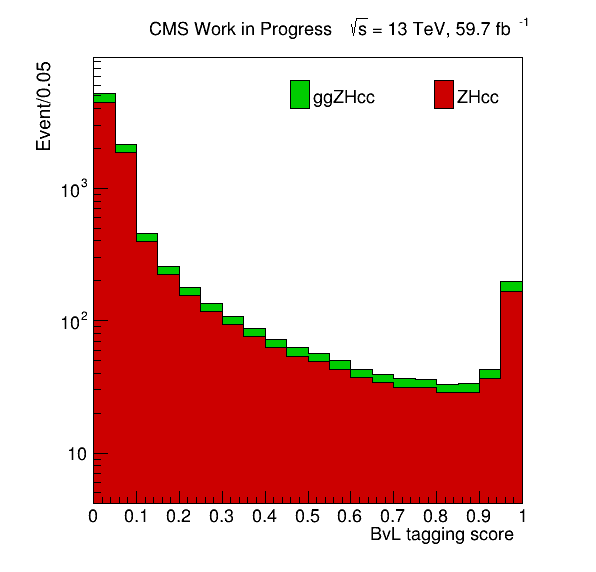 CMS Work in Progress √s = 13 TeV, 59.7 fb⁻¹
Event/0.05
ggZHcc ZHcc
10³
10²
10
0 0.1 0.2 0.3 0.4 0.5 0.6 0.7 0.8 0.9 1
BvL tagging score